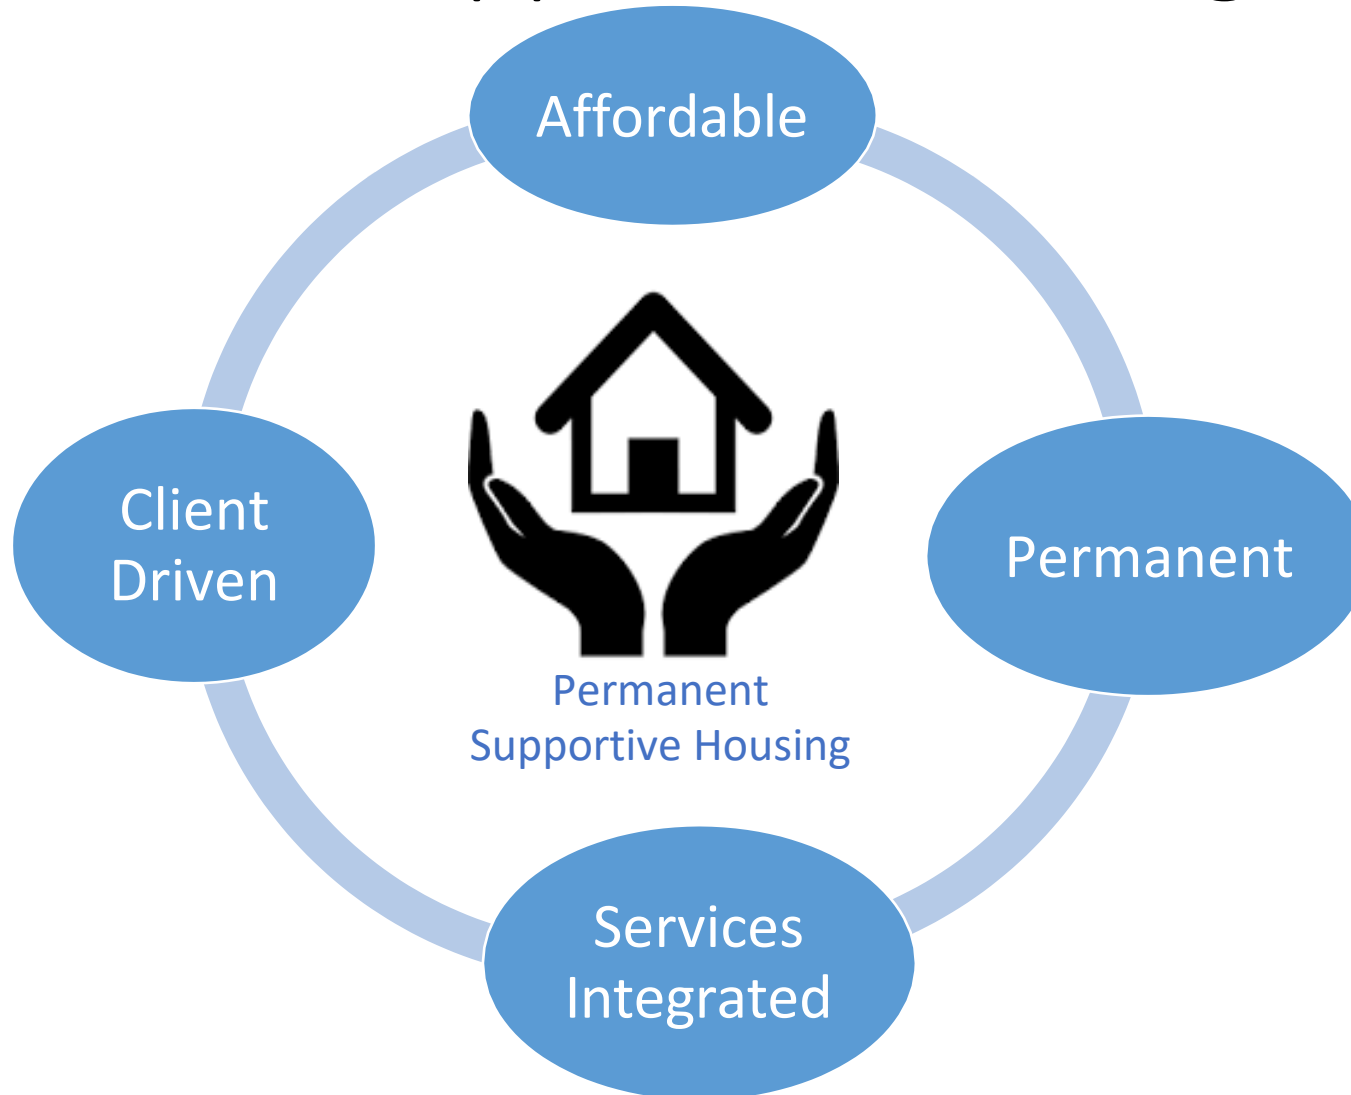 Affordable
Client
Driven
Permanent
Permanent
Supportive Housing
Services
Integrated